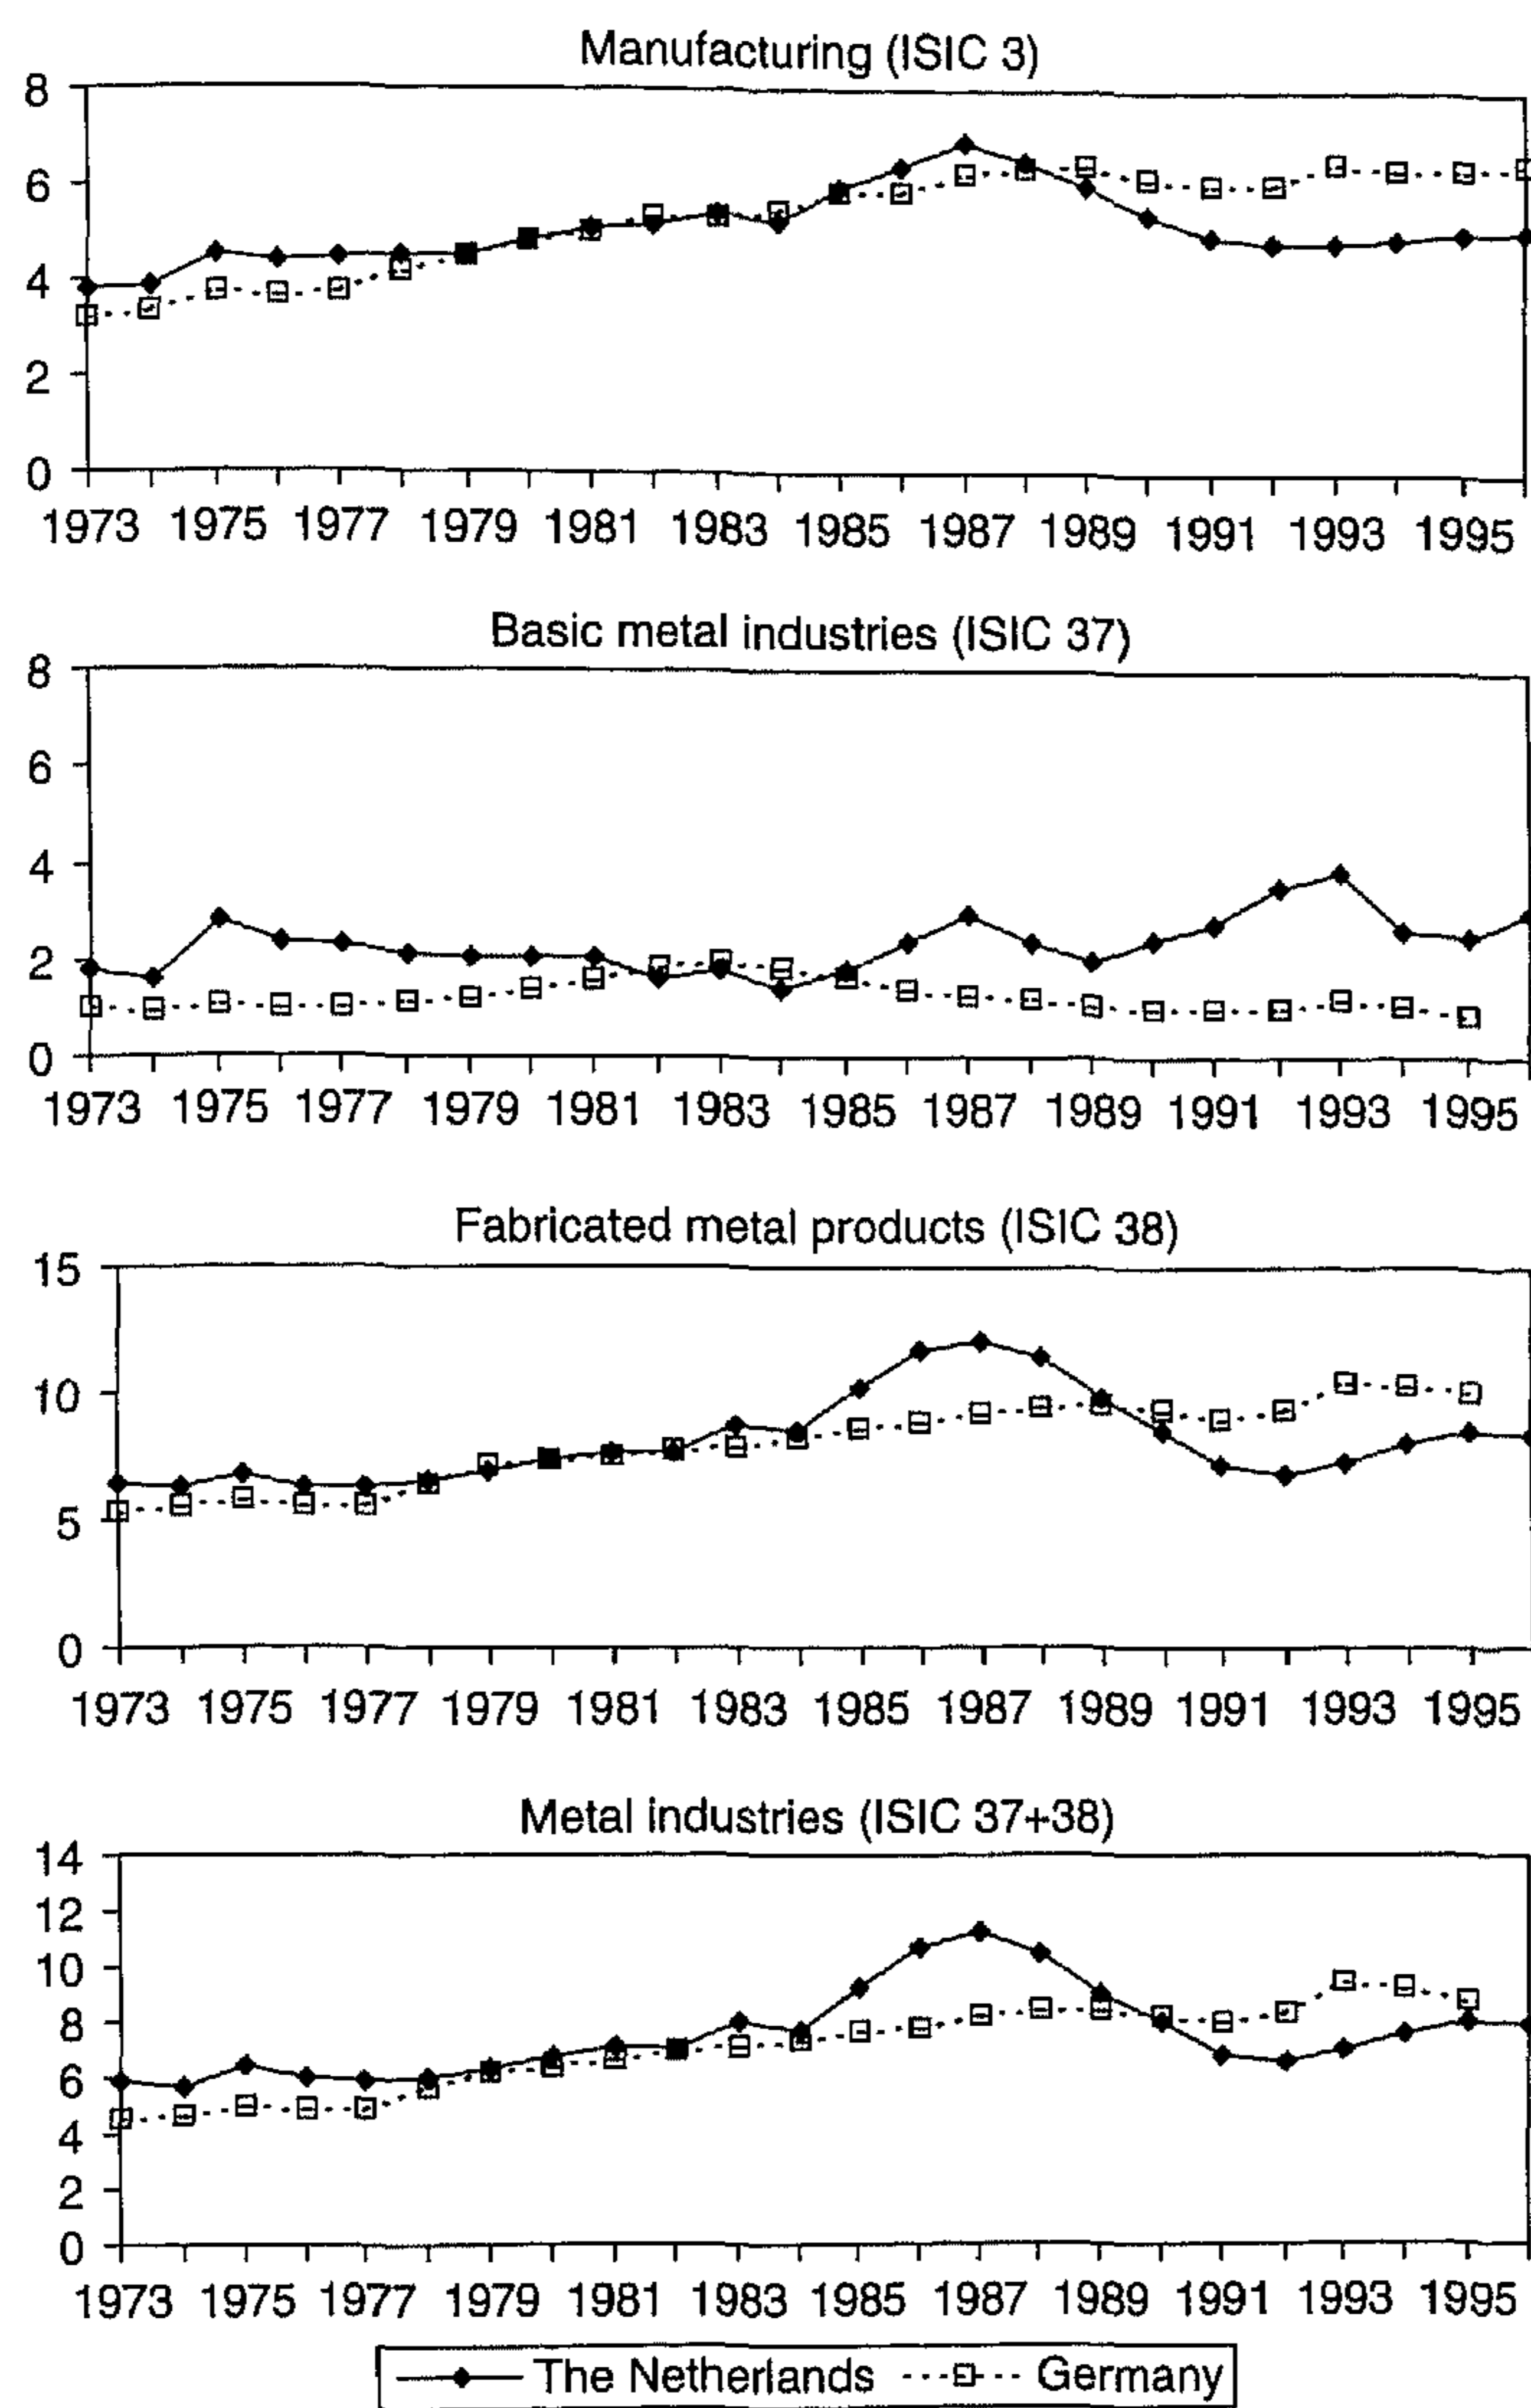 Manufacturing (ISIC 3)
8
6
4
2
0
1973 1975 1977 1979 1981 1983 1985 1987 1989 1991 1993 1995
Basic metal industries (ISIC 37)
8
6
4
2
0
1973 1975 1977 1979 1981 1983 1985 1987 1989 1991 1993 1995
Fabricated metal products (ISIC 38)
15
10
5
0
1973 1975 1977 1979 1981 1983 1985 1987 1989 1991 1993 1995
Metal industries (ISIC 37+38)
14
12
10
8
6
4
2
0
1973 1975 1977 1979 1981 1983 1985 1987 1989 1991 1993 1995
The Netherlands Germany